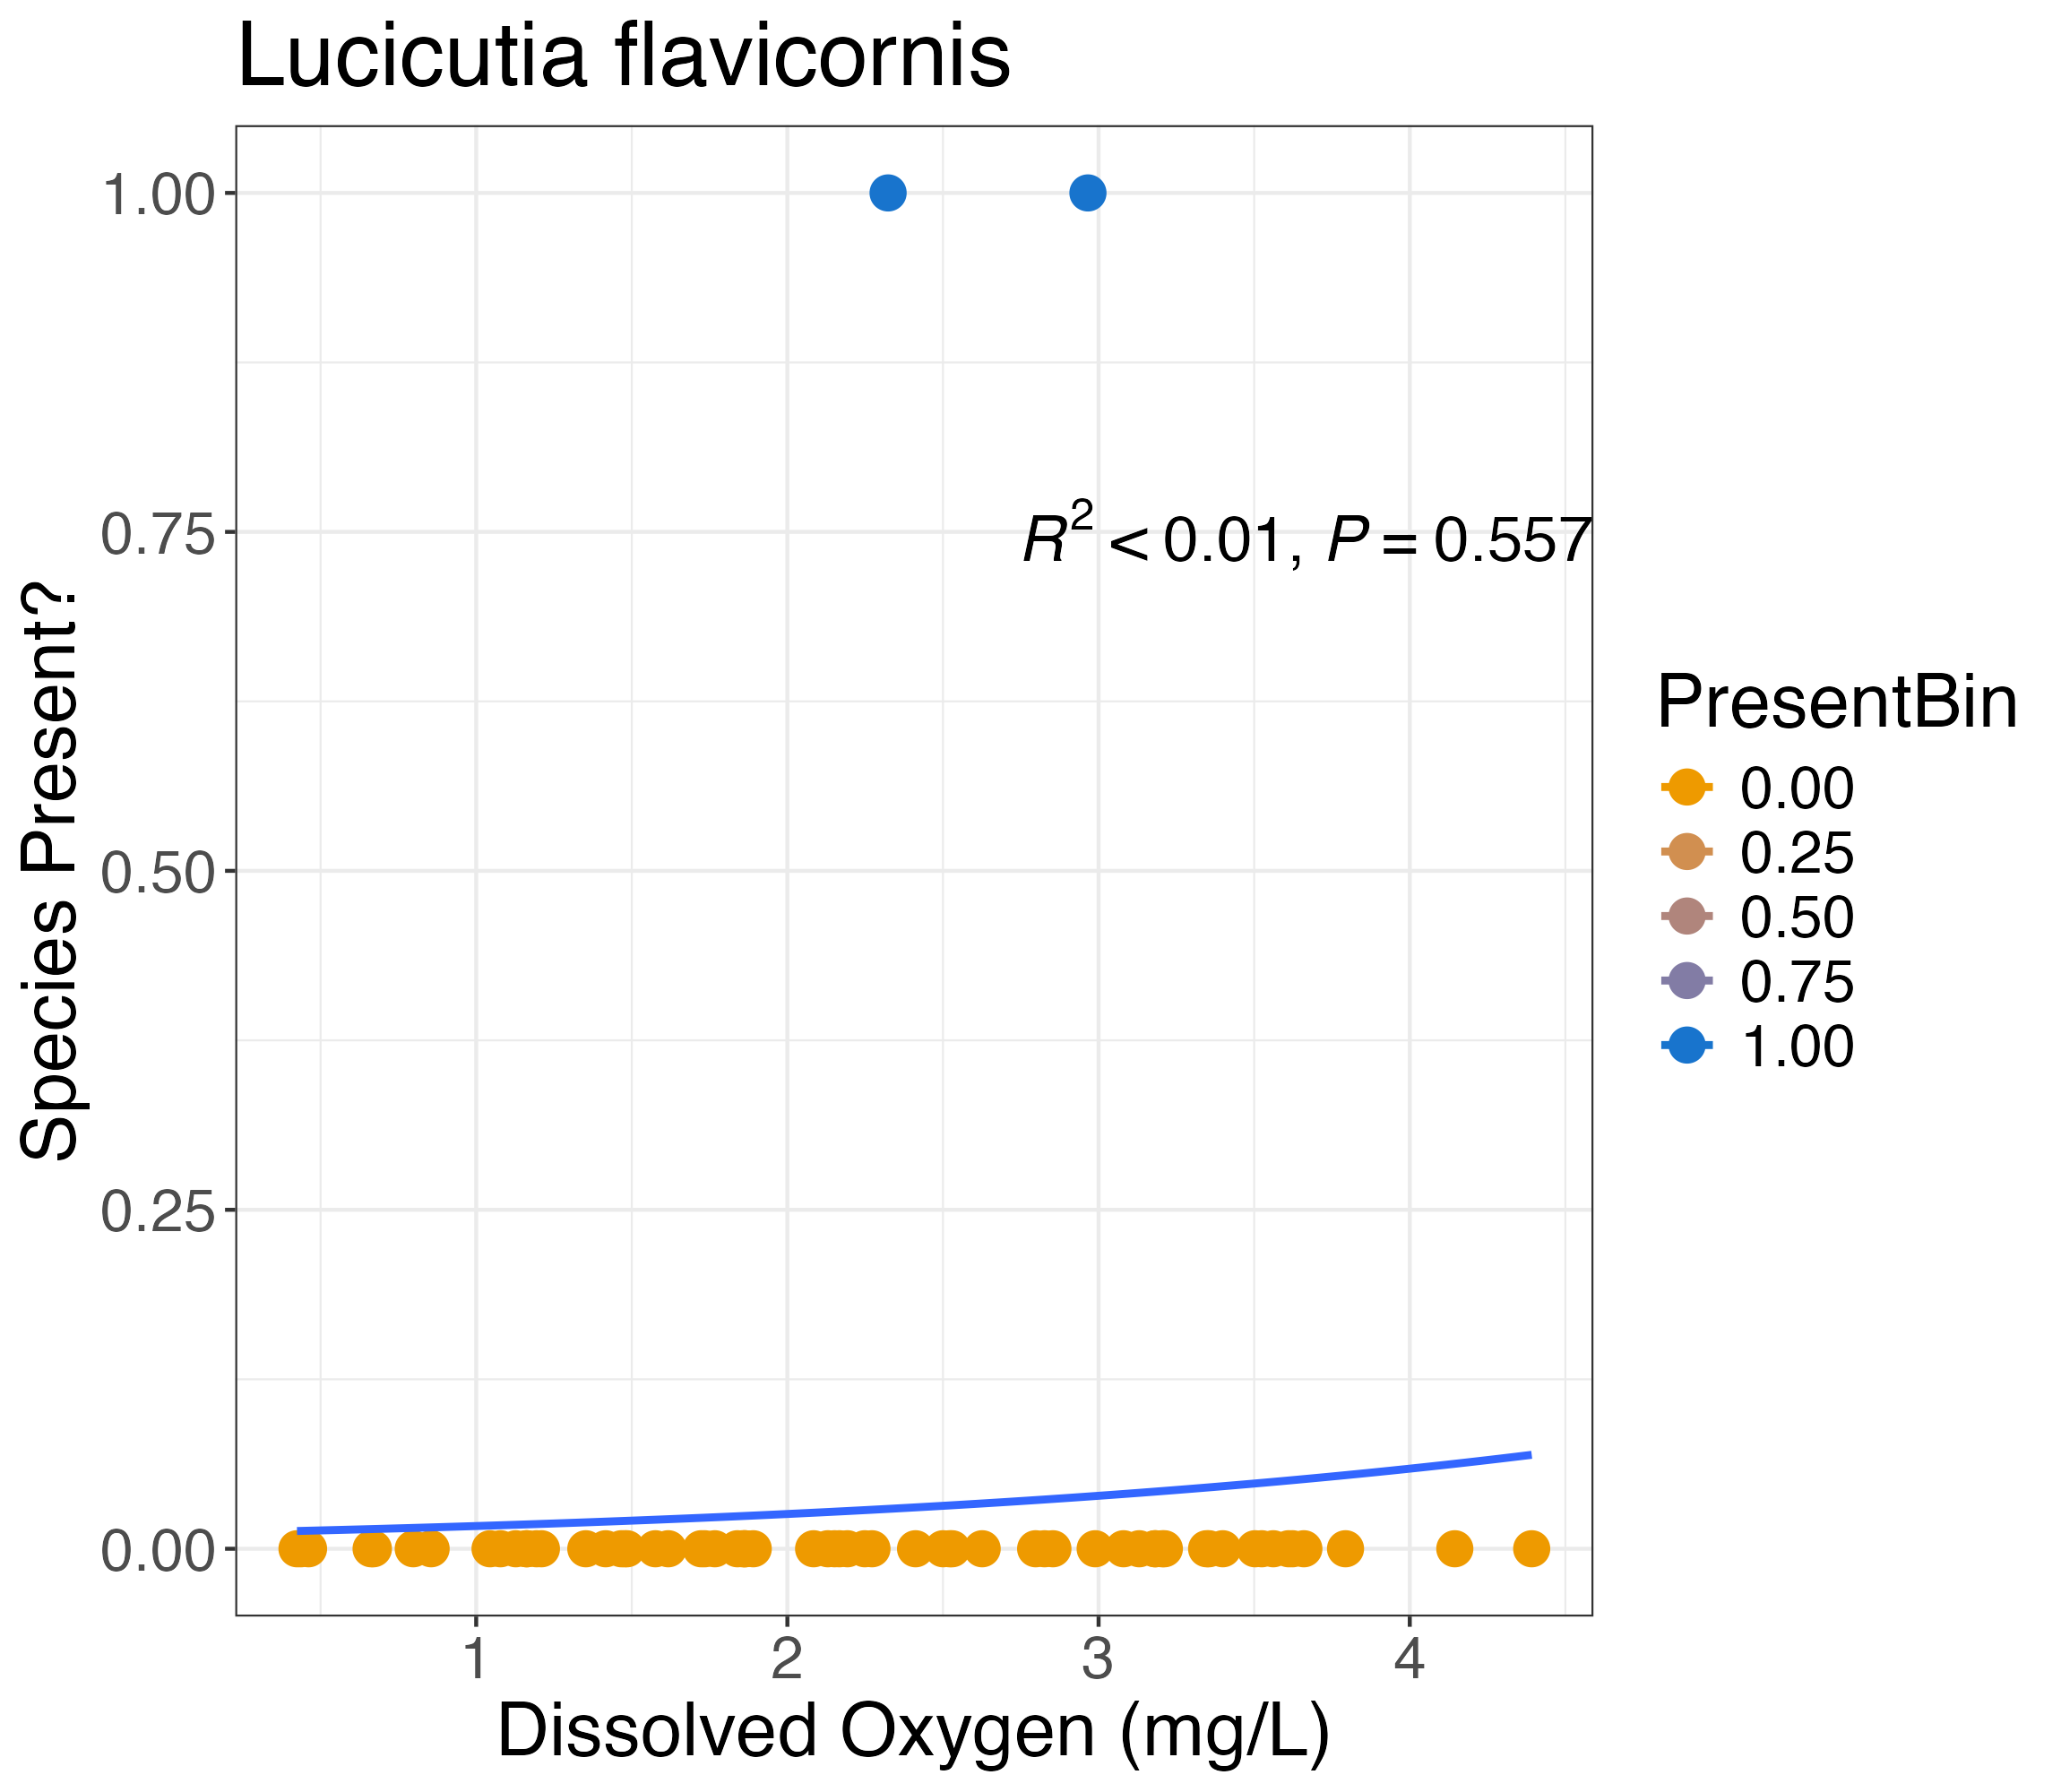 Lucicutia flavicornis
1.00
0.75
0.50
0.25
0.00
Species Present?
R² < 0.01, P = 0.557
1
2
3
4
Dissolved Oxygen (mg/L)
PresentBin
0.00
0.25
0.50
0.75
1.00